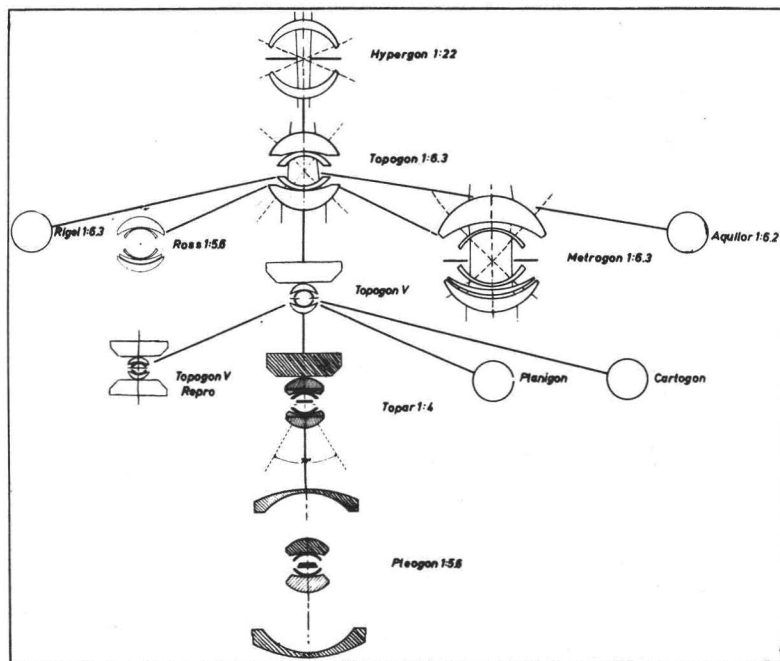 Hypergon 1:22
Topogon 1:6.3
Rigel 1:6.3
Ross 1:5.6
Metrogon 1:6.3
Aquilor 1:6.2
Topogon V
Topogon V
Repro
Planigon
Cartogon
Topar 1:4
Pleogon 1:5.6